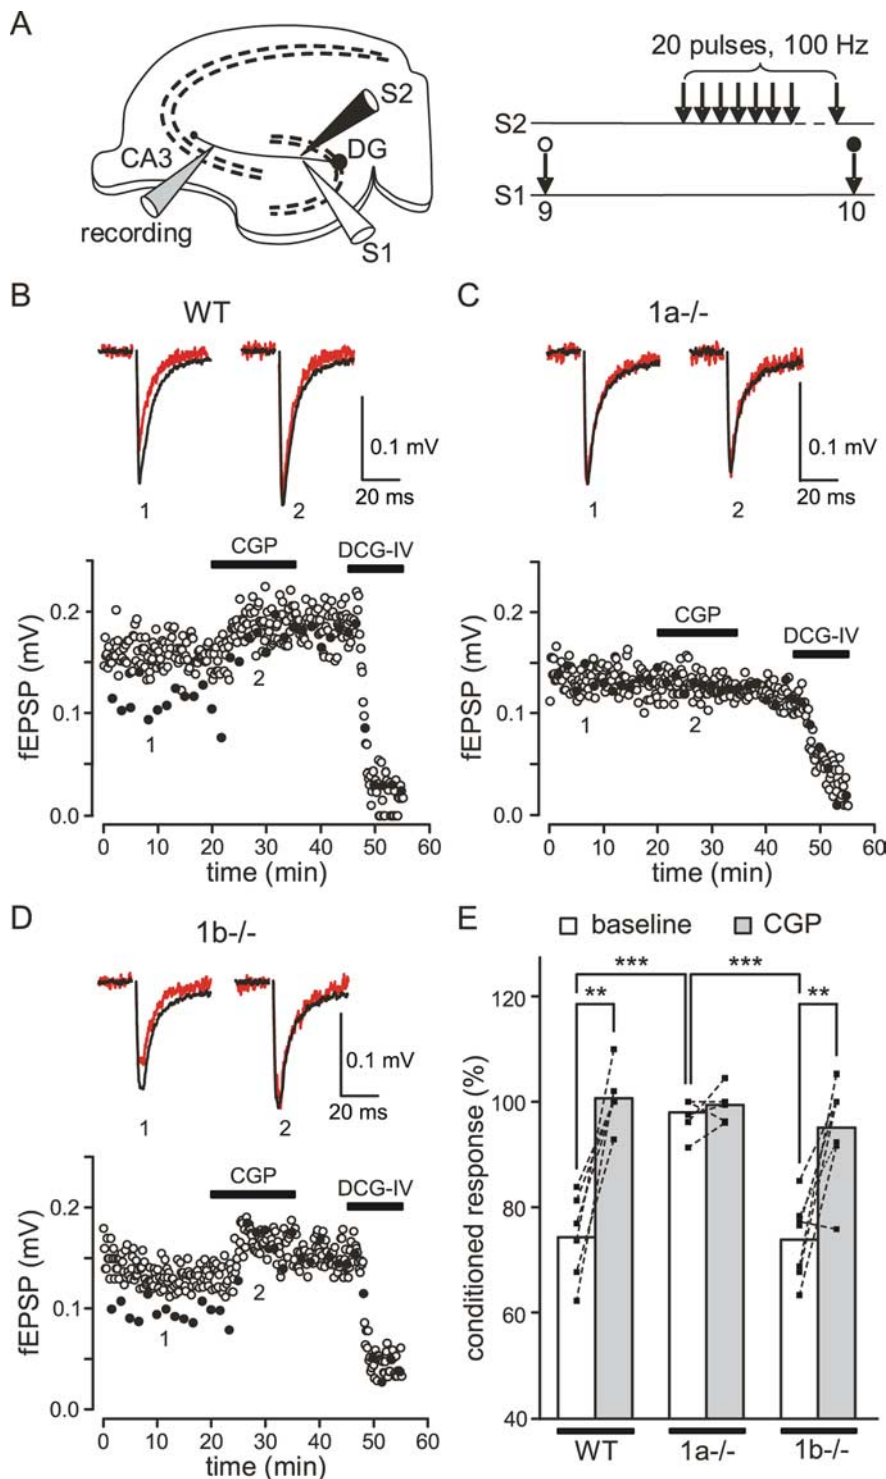 A
S2
CA3
DG
recording
S1
20 pulses, 100 Hz
S2
S1
9
10
B
WT
0.1 mV
20 ms
1
2
CGP
DCG-IV
0.2
0.1
0.0
fEPSP (mV)
2
1
0 10 20 30 40 50 60
time (min)
C
1a-/-
0.1 mV
20 ms
1
2
CGP
DCG-IV
0.2
0.1
0.0
fEPSP (mV)
1
2
0 10 20 30 40 50 60
time (min)
D
1b-/-
0.1 mV
20 ms
1
2
CGP
DCG-IV
0.2
0.1
0.0
fEPSP (mV)
2
1
0 10 20 30 40 50 60
time (min)
E
baseline CGP
*** ***
** **
120
100
80
60
40
conditioned response (%)
WT 1a-/- 1b-/-